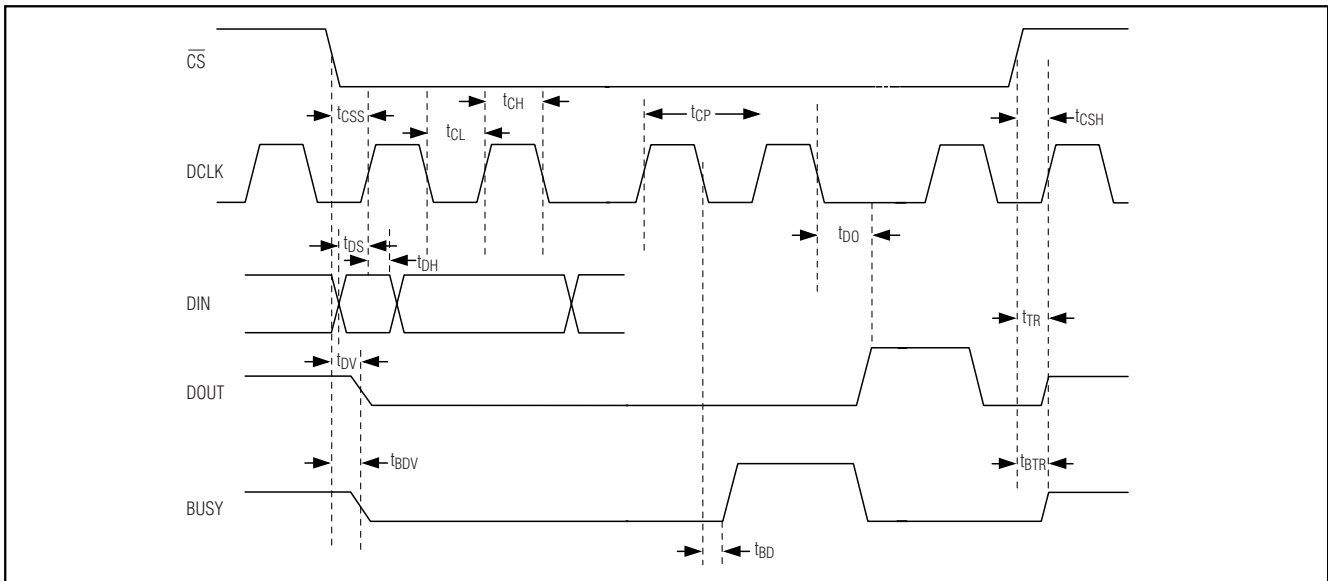 CS
tCSS
tCH
tCL
tCP
tCSH
DCLK
tDS
tDH
tDO
DIN
tTR
tDV
DOUT
tBDV
tBTR
BUSY
tBD